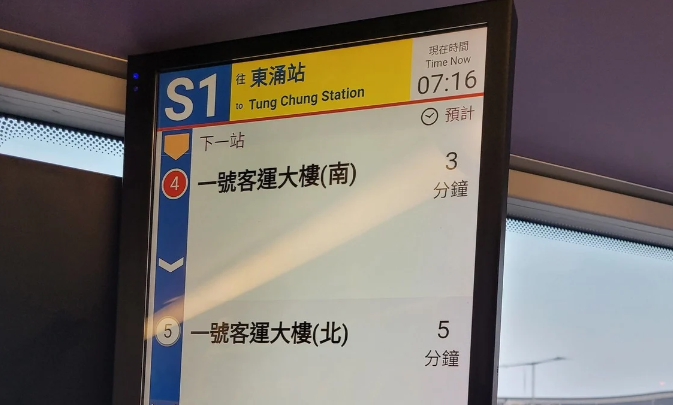 S1
往 東涌站
to Tung Chung Station
現在時間
Time Now
07:16
預計
下一站
4
一號客運大樓(南)
3
分鐘
5
一號客運大樓(北)
5
分鐘